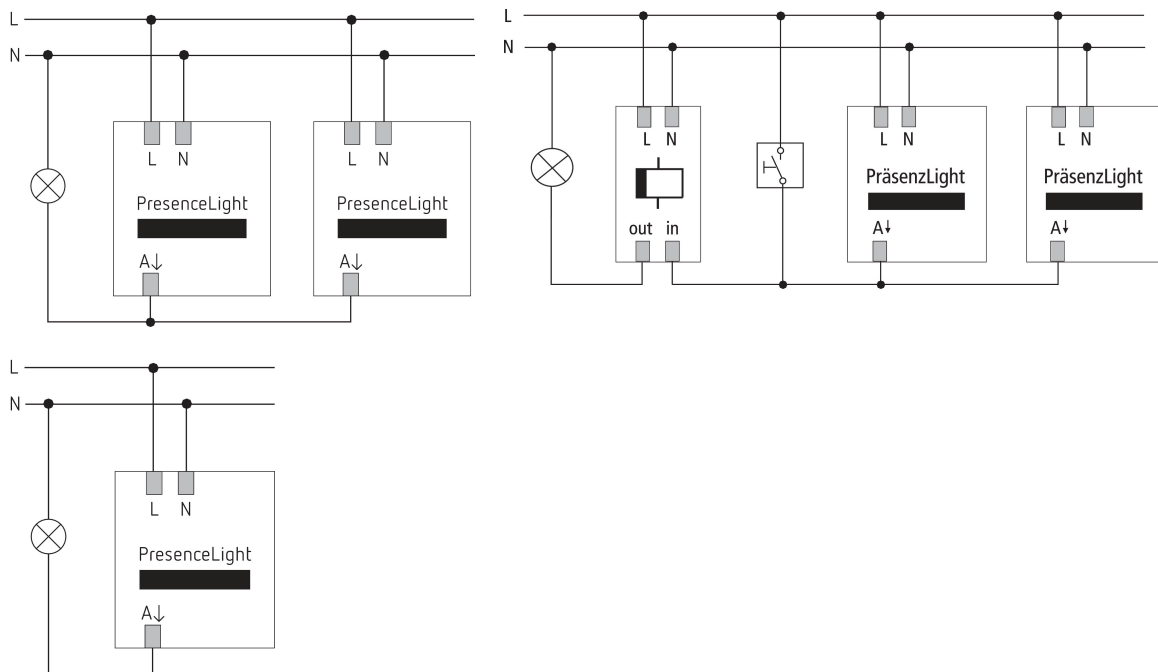 L
N
L N L N
PresenceLight PresenceLight
A↓ A↓
L
N
L N L N L N
PräsenzLight PräsenzLight
out in A↓ A↓
L
N
L N
PresenceLight
A↓